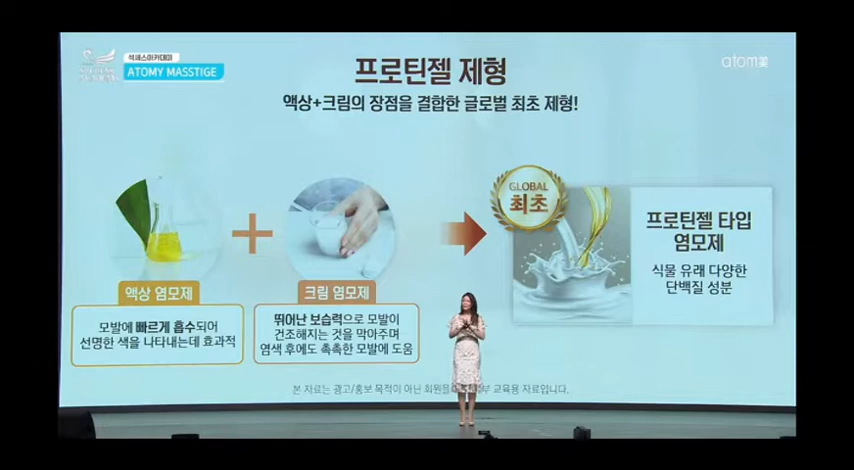 석세스아카데미
ATOMY MASSTIGE
atom美
프로틴젤 제형
액상+크림의 장점을 결합한 글로벌 최초 제형!
GLOBAL
최초
프로틴젤 타입
염모제
식물 유래 다양한
단백질 성분
액상 염모제
모발에 빠르게 흡수되어
선명한 색을 나타내는데 효과적
크림 염모제
뛰어난 보습력으로 모발이
건조해지는 것을 막아주며
염색 후에도 촉촉한 모발에 도움
본 자료는 광고/홍보 목적이 아닌 회원을 교육용 자료입니다.